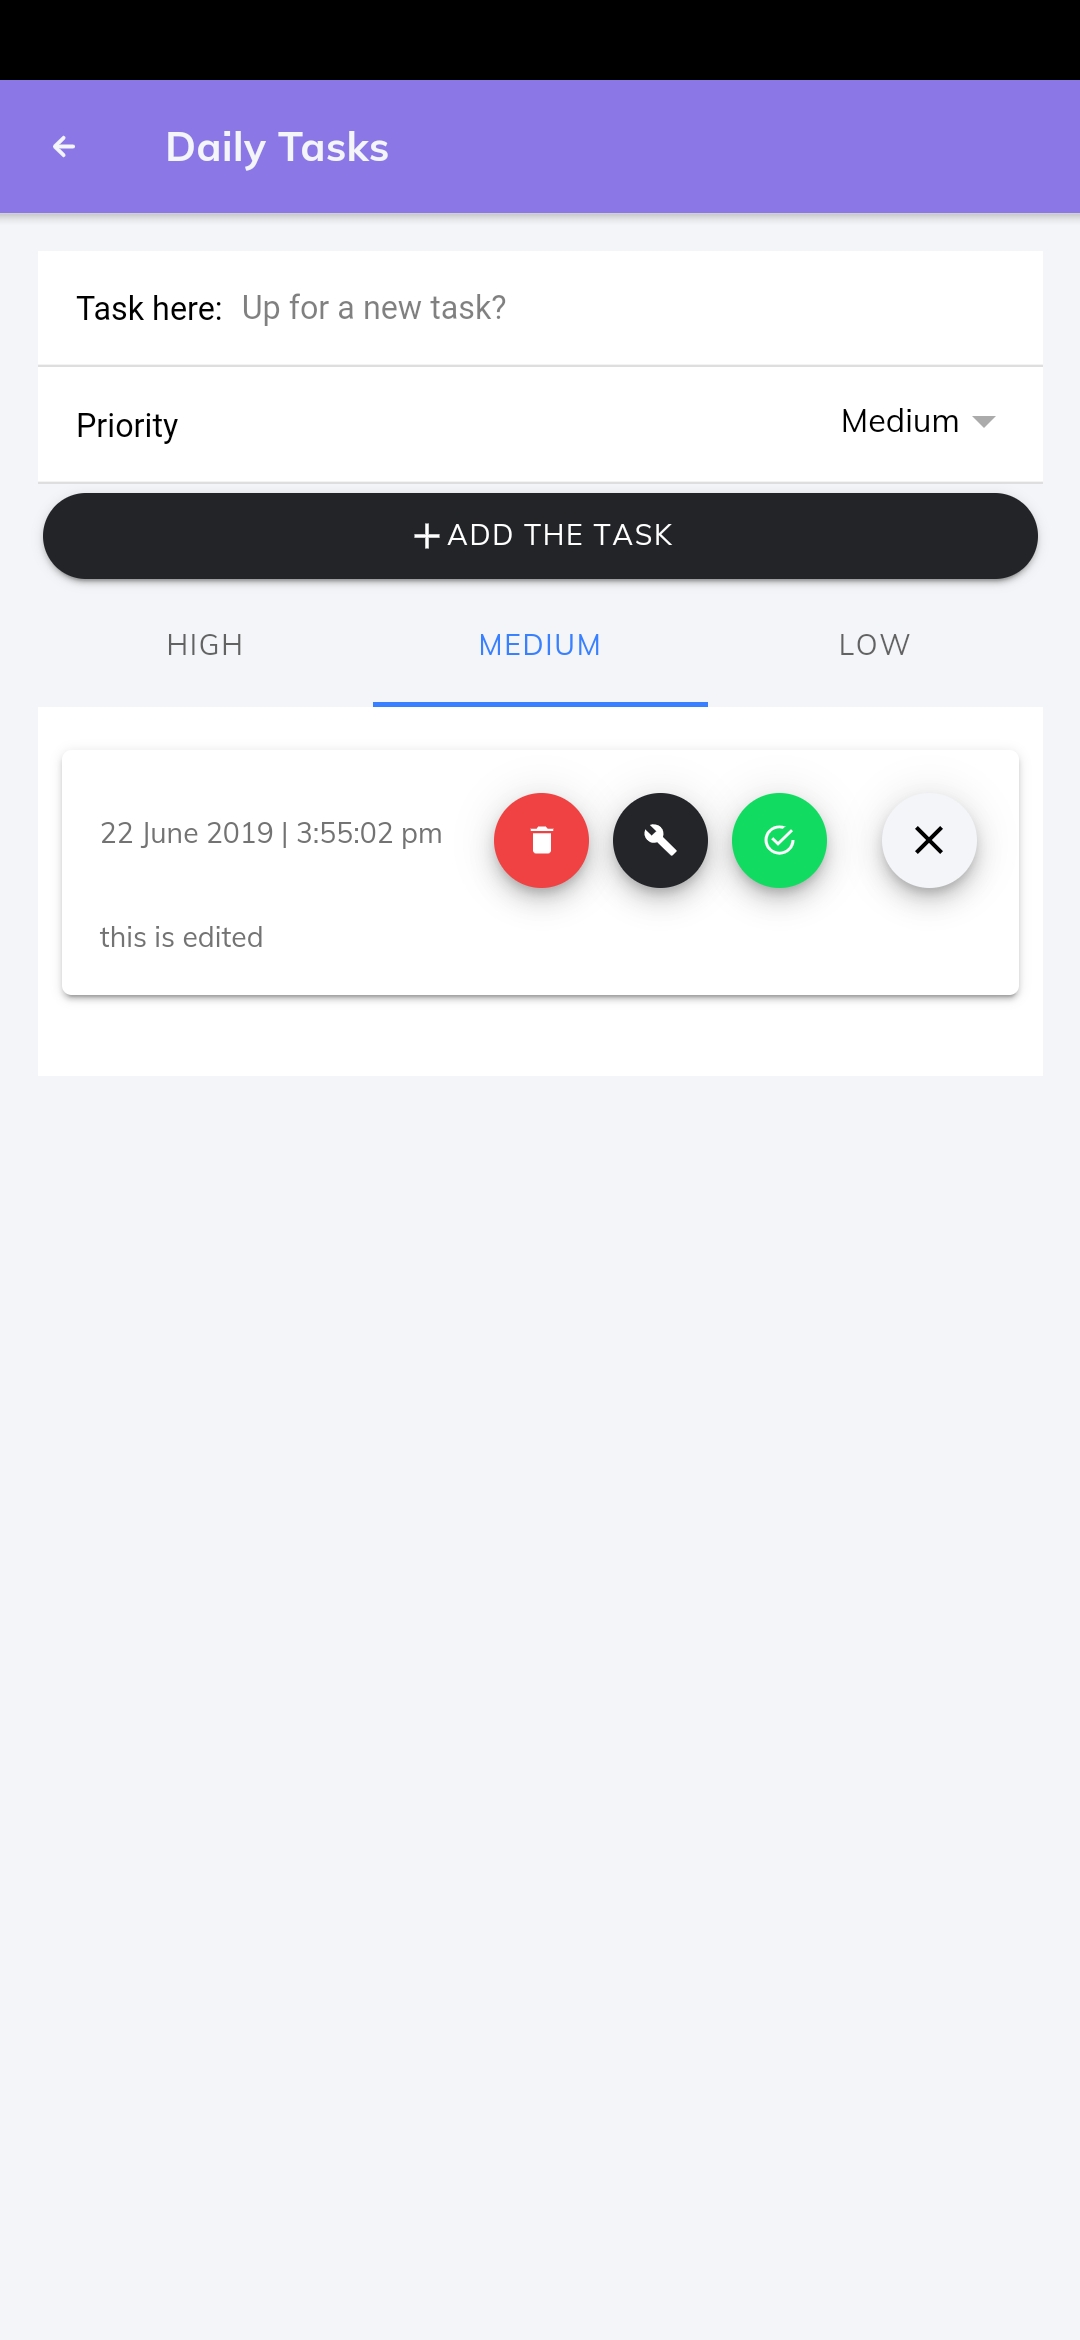 Daily Tasks
Task here: Up for a new task?
Priority Medium
ADD THE TASK
HIGH MEDIUM LOW
22 June 2019 | 3:55:02 pm
this is edited